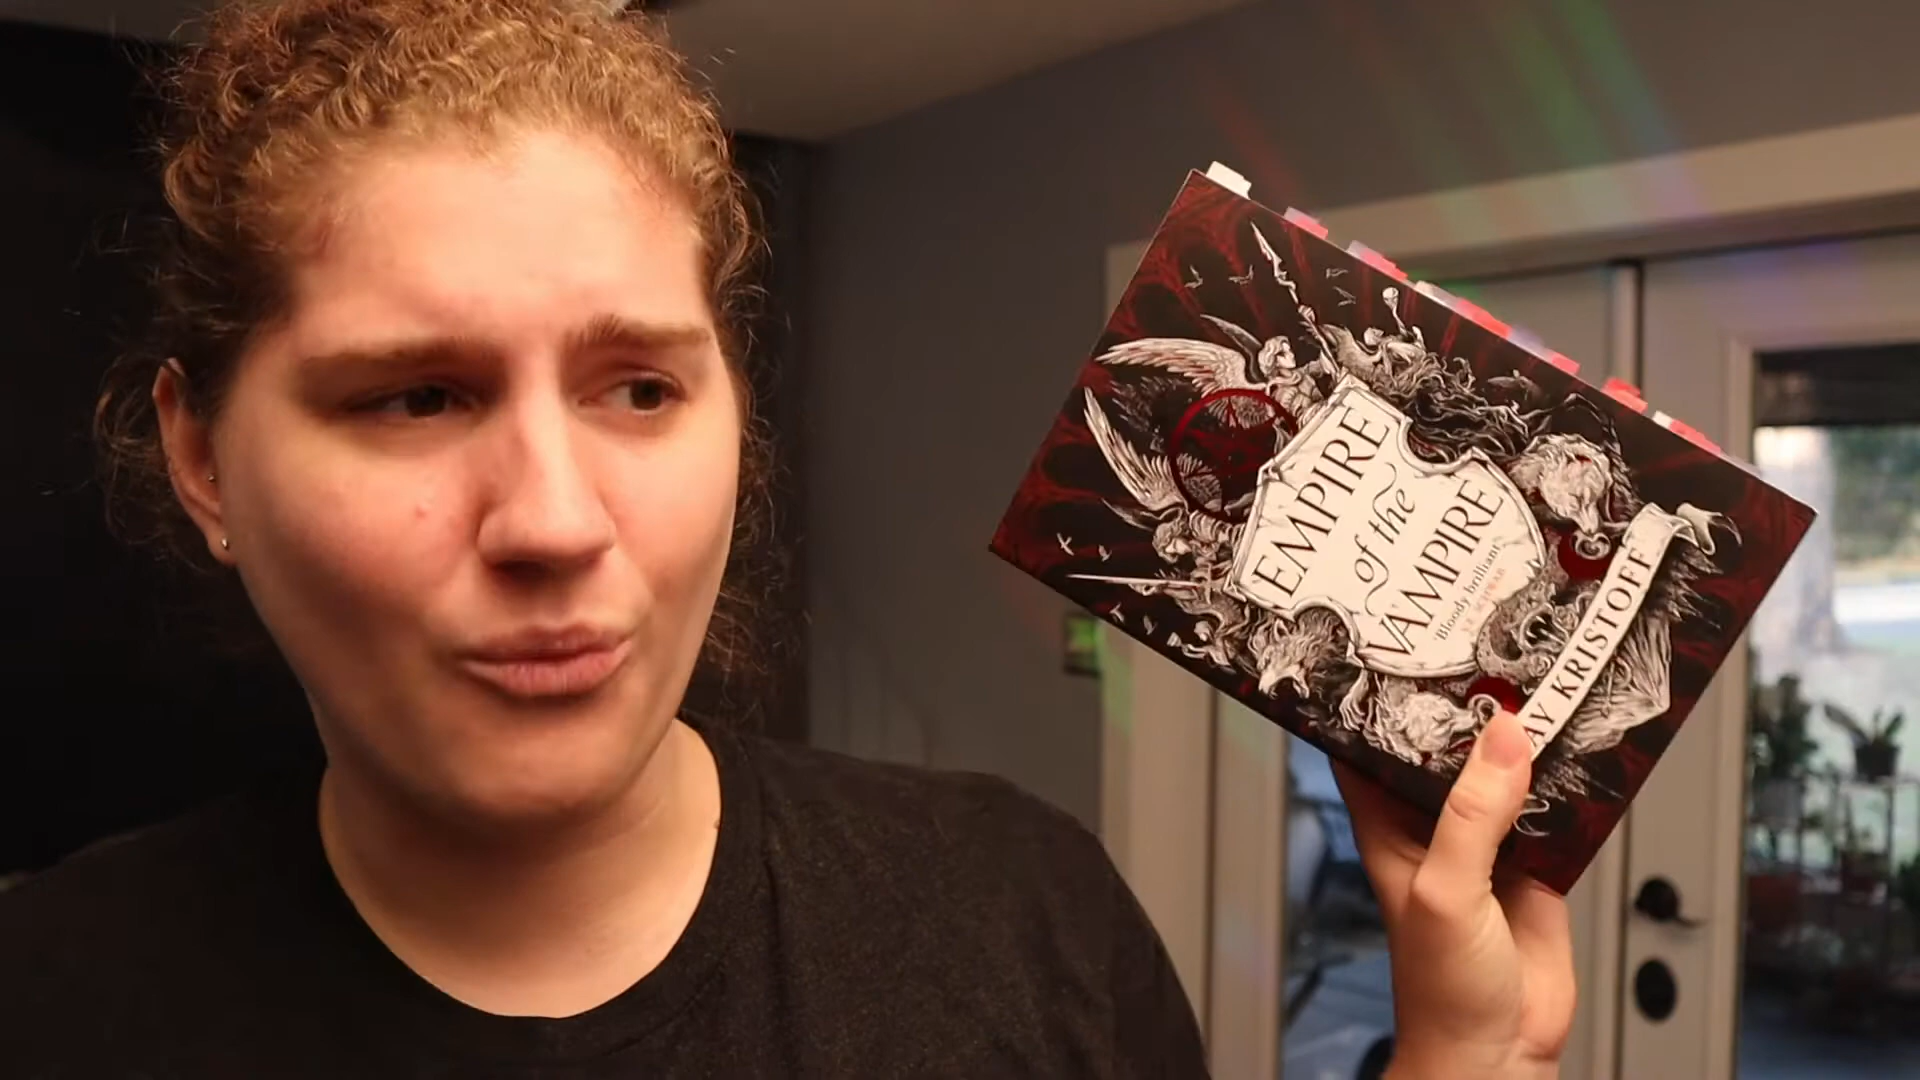 EMPIRE
of the
VAMPIRE
'Bloody brilliant'
AY KRISTOFF